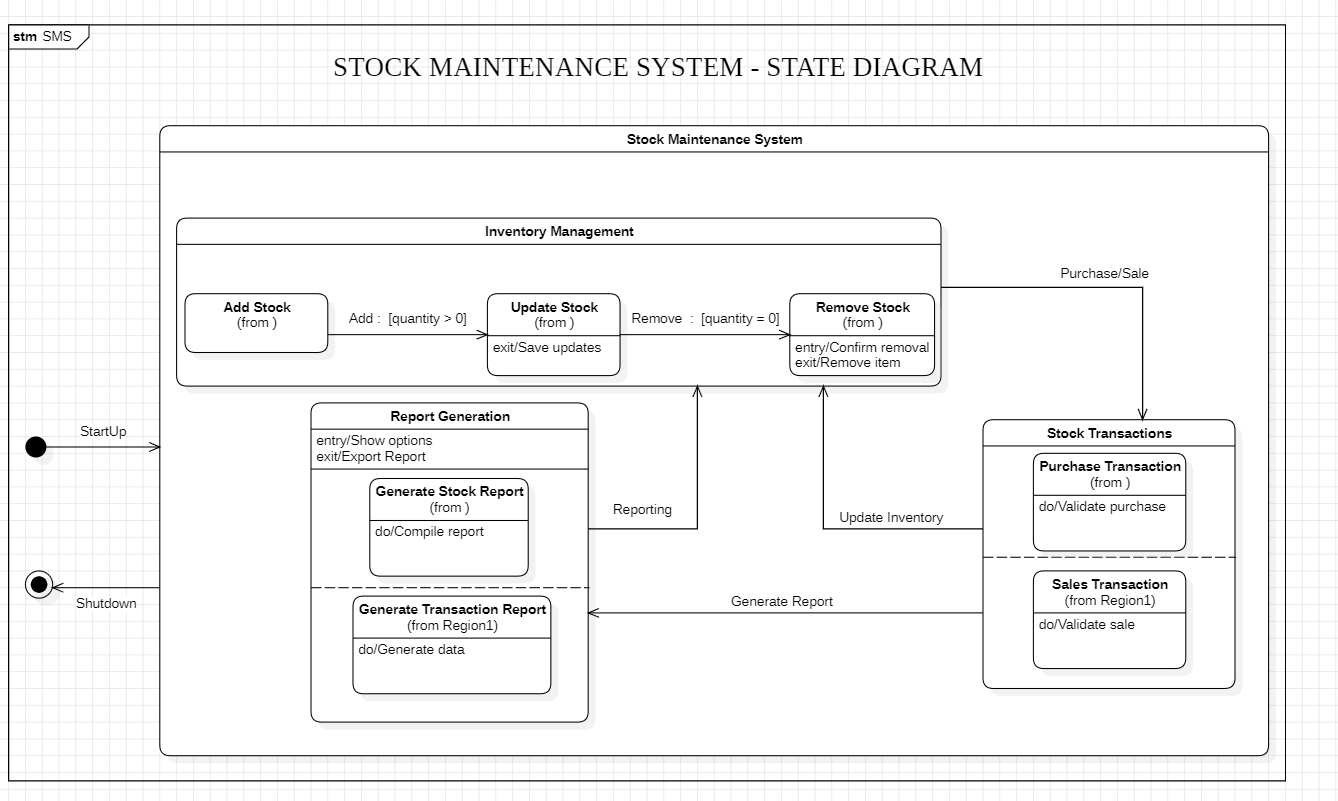 stm SMS
STOCK MAINTENANCE SYSTEM - STATE DIAGRAM
Stock Maintenance System
Inventory Management
Add Stock
(from )
Add : [quantity > 0]
Update Stock
(from )
exit/Save updates
Remove : [quantity = 0]
Remove Stock
(from )
entry/Confirm removal
exit/Remove item
Purchase/Sale
StartUp
Shutdown
Report Generation
entry/Show options
exit/Export Report
Generate Stock Report
(from )
do/Compile report
Generate Transaction Report
(from Region1)
do/Generate data
Reporting
Update Inventory
Generate Report
Stock Transactions
Purchase Transaction
(from )
do/Validate purchase
Sales Transaction
(from Region1)
do/Validate sale